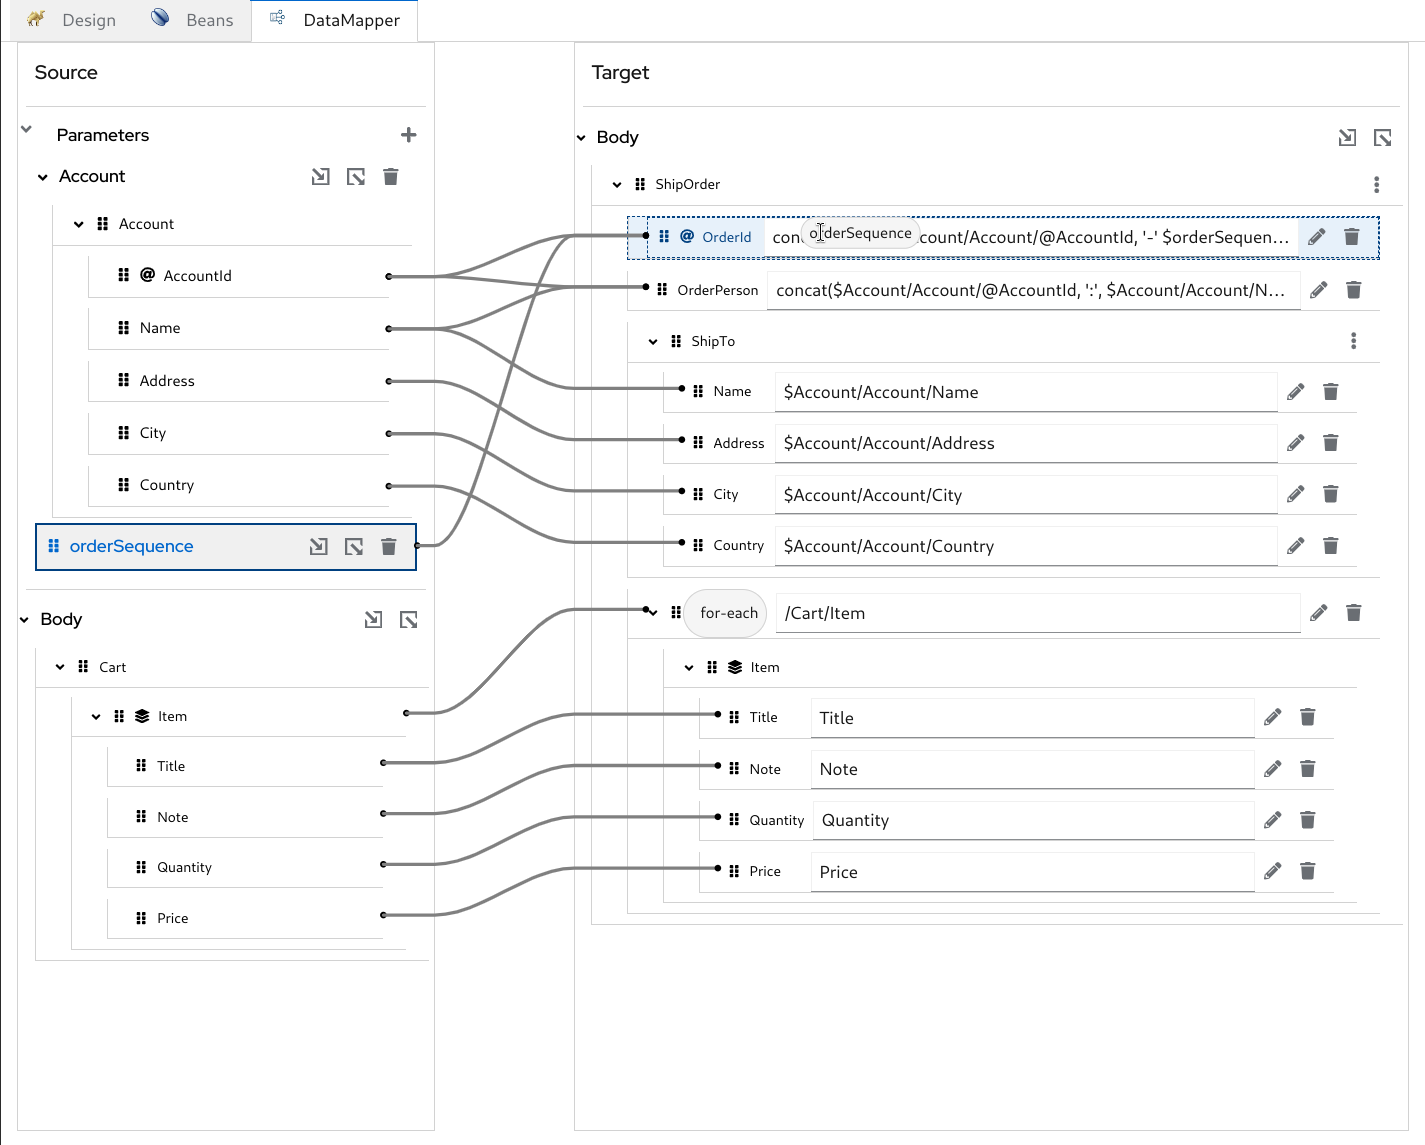 Design Beans DataMapper
Source
Parameters
Account
Account
@ AccountId
Name
Address
City
Country
orderSequence
Body
Cart
Item
Title
Note
Quantity
Price
Target
Body
ShipOrder
@ OrderId orderSequence count/Account/@AccountId, '-' $orderSequen...
OrderPerson concat($Account/Account/@AccountId, ':', $Account/Account/N...
ShipTo
Name $Account/Account/Name
Address $Account/Account/Address
City $Account/Account/City
Country $Account/Account/Country
for-each /Cart/Item
Item
Title Title
Note Note
Quantity Quantity
Price Price